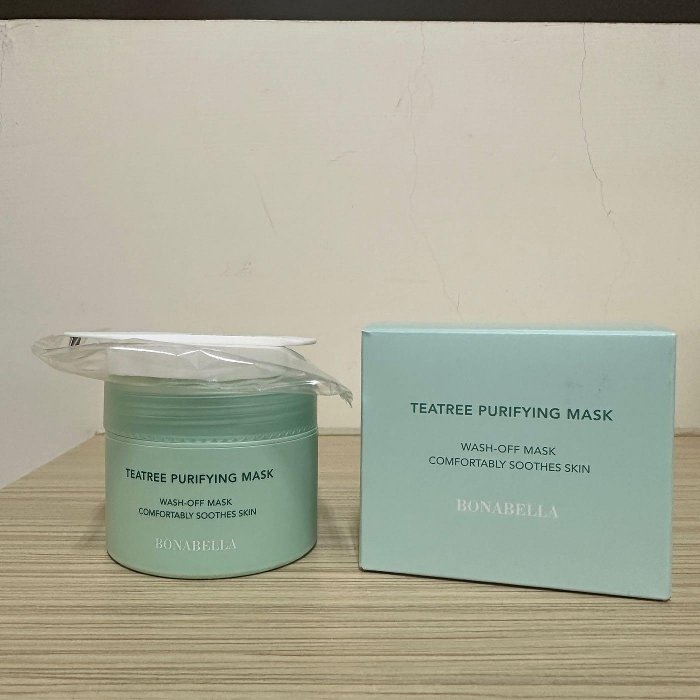 TEATREE PURIFYING MASK
WASH-OFF MASK
COMFORTABLY SOOTHES SKIN
BONABELLA
TEATREE PURIFYING MASK
WASH-OFF MASK
COMFORTABLY SOOTHES SKIN
BONABELLA